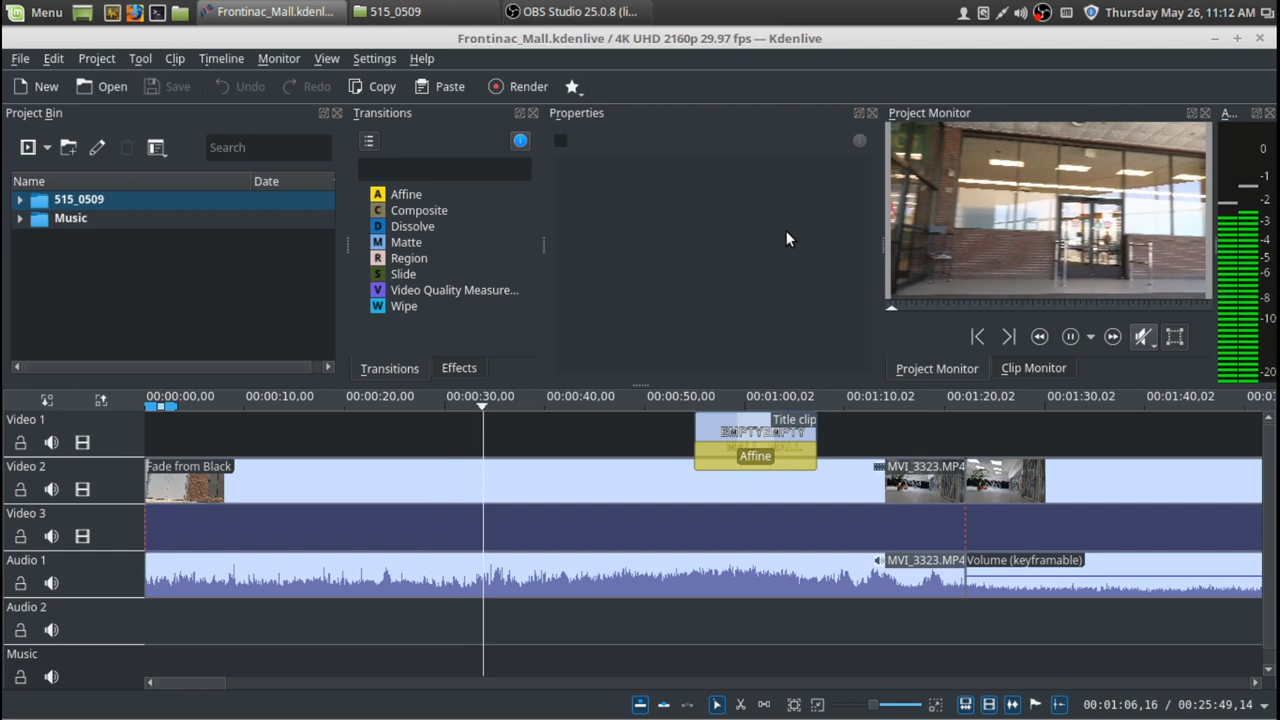 Menu
Frontinac_Mall.kdenl...
515_0509
OBS Studio 25.0.8 (li...
Thursday May 26, 11:12 AM
Frontinac_Mall.kdenlive / 4K UHD 2160p 29.97 fps — Kdenlive
File Edit Project Tool Clip Timeline Monitor View Settings Help
New Open Save Undo Redo Copy Paste Render
Project Bin
Search
Name Date
515_0509
Music
Transitions
A Affine
C Composite
D Dissolve
M Matte
R Region
S Slide
V Video Quality Measure...
W Wipe
Transitions Effects
Properties
Project Monitor
Project Monitor Clip Monitor
A...
0
-1
-2
-3
-4
-5
-6
-8
-10
-20
00:00:00,00 00:00:10,00 00:00:20,00 00:00:30,00 00:00:40,00 00:00:50,00 00:01:00,02 00:01:10,02 00:01:20,02 00:01:30,02 00:01:40,02 00:0
Video 1
Title clip
EMPTYEMPTY
MALL MALL
Affine
Video 2
Fade from Black
MVI_3323.MP4
Video 3
Audio 1
MVI_3323.MP4
Volume (keyframable)
Audio 2
Music
00:01:06,16 / 00:25:49,14